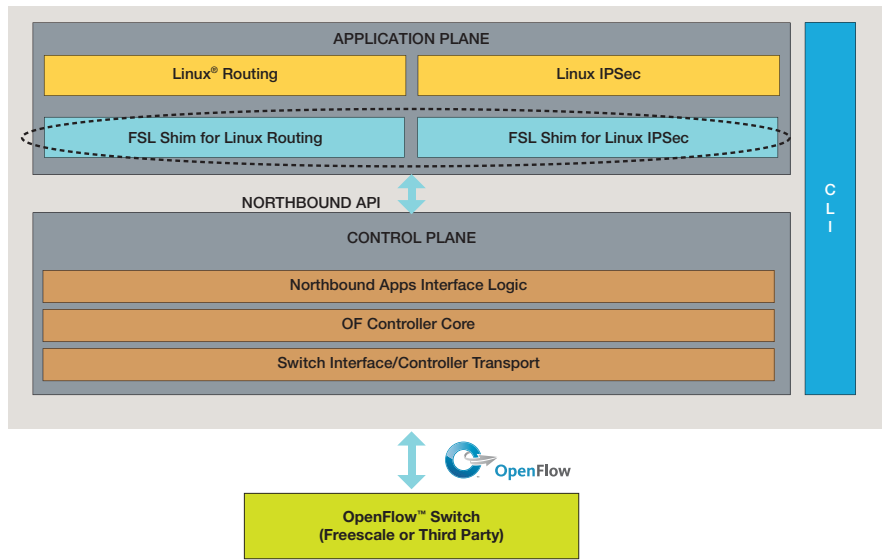 APPLICATION PLANE
Linux® Routing
Linux IPSec
FSL Shim for Linux Routing
FSL Shim for Linux IPSec
NORTHBOUND API
CONTROL PLANE
Northbound Apps Interface Logic
OF Controller Core
Switch Interface/Controller Transport
C
L
I
OpenFlow
OpenFlow™ Switch
(Freescale or Third Party)